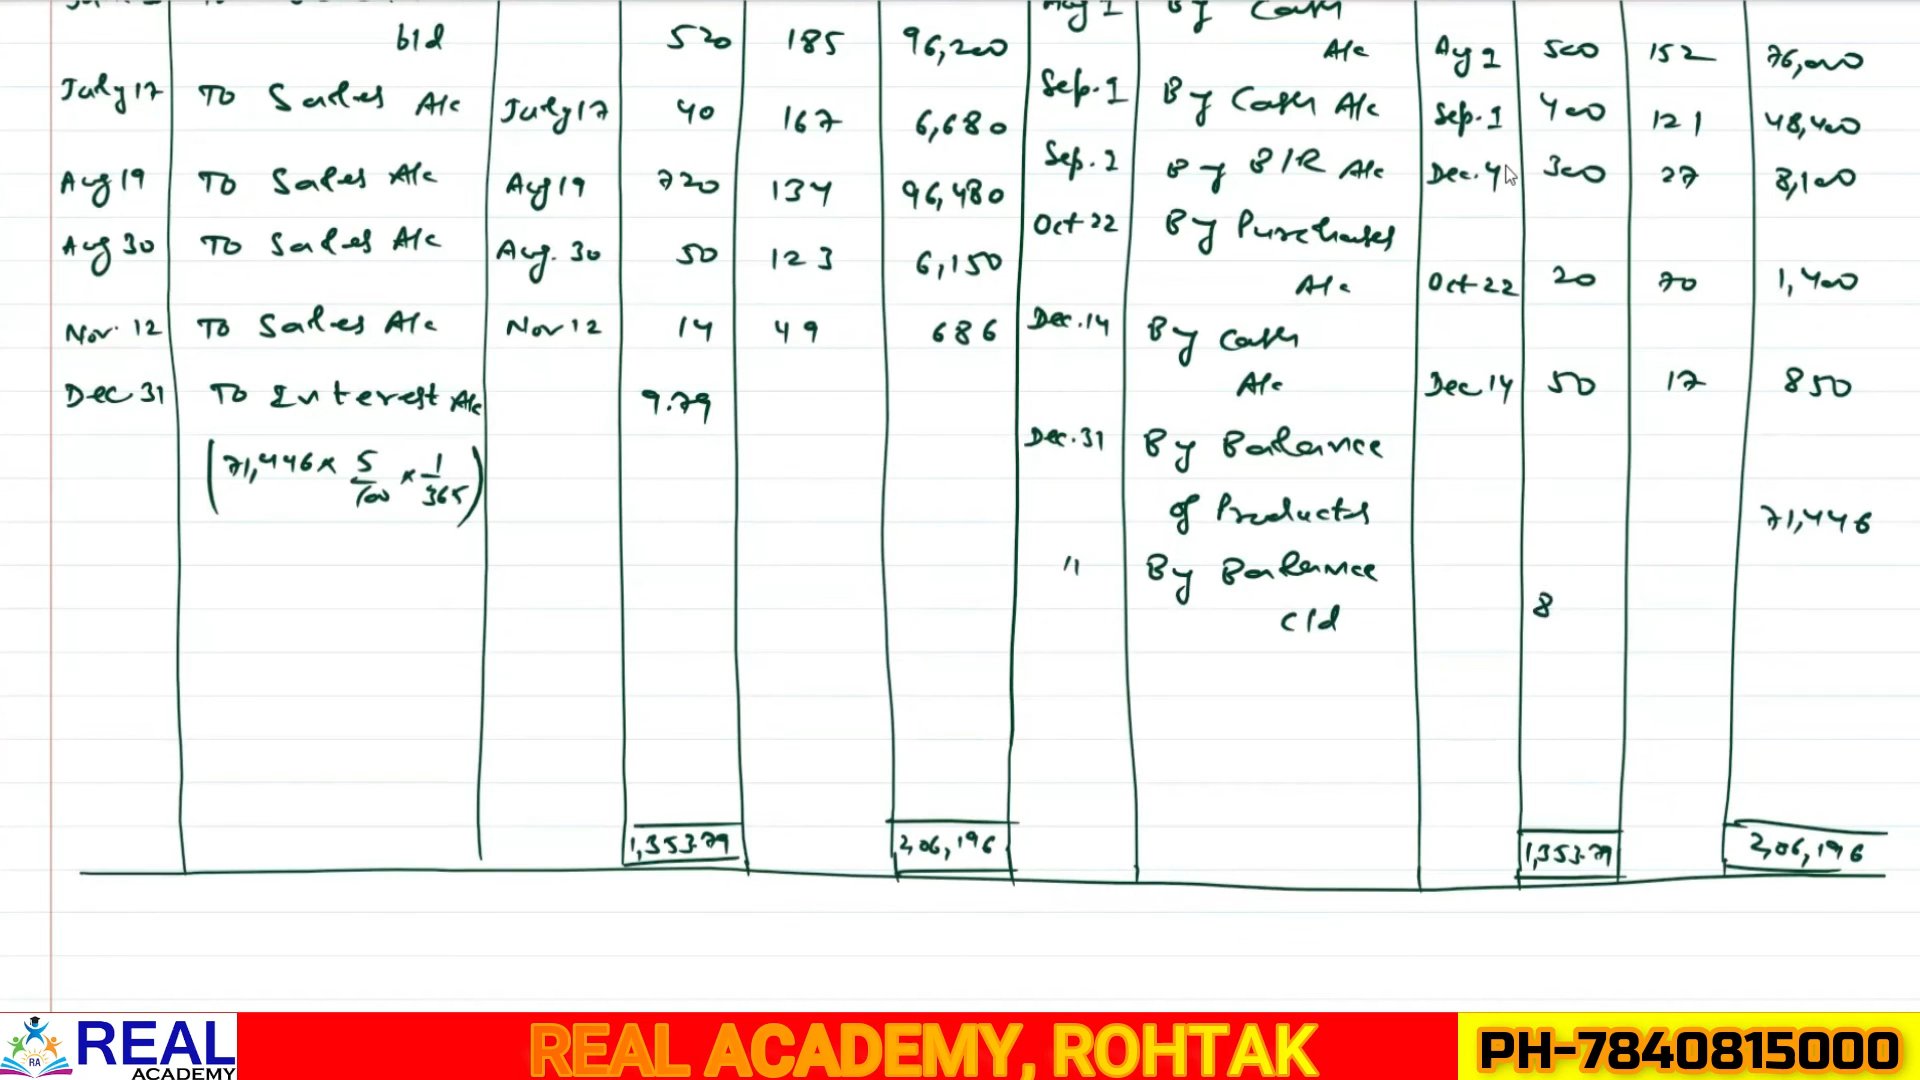 b/d 520 185 96,200
By Cash
A/c Aug 1 500 152 76,000
July 17 To Sales A/c July 17 40 167 6,680
Sep. 1 By Cash A/c Sep. 1 400 121 48,400
Aug 19 To Sales A/c Aug 19 720 134 96,480
Sep. 2 By B/R A/c Dec. 4 300 27 8,100
Aug 30 To Sales A/c Aug. 30 50 123 6,150
Oct 22 By Purchases
A/c Oct 22 20 70 1,400
Nov. 12 To Sales A/c Nov 12 14 49 686
Dec. 14 By Cash
A/c Dec 14 50 17 850
Dec 31 To Interest A/c 9.79
(71,446 × 5/100 × 1/365)
Dec. 31 By Balance
of Products 71,446
" By Balance
c/d 8
1,353.79 2,06,196 1,353.79 2,06,196
REAL
ACADEMY
RA
REAL ACADEMY, ROHTAK
PH-7840815000